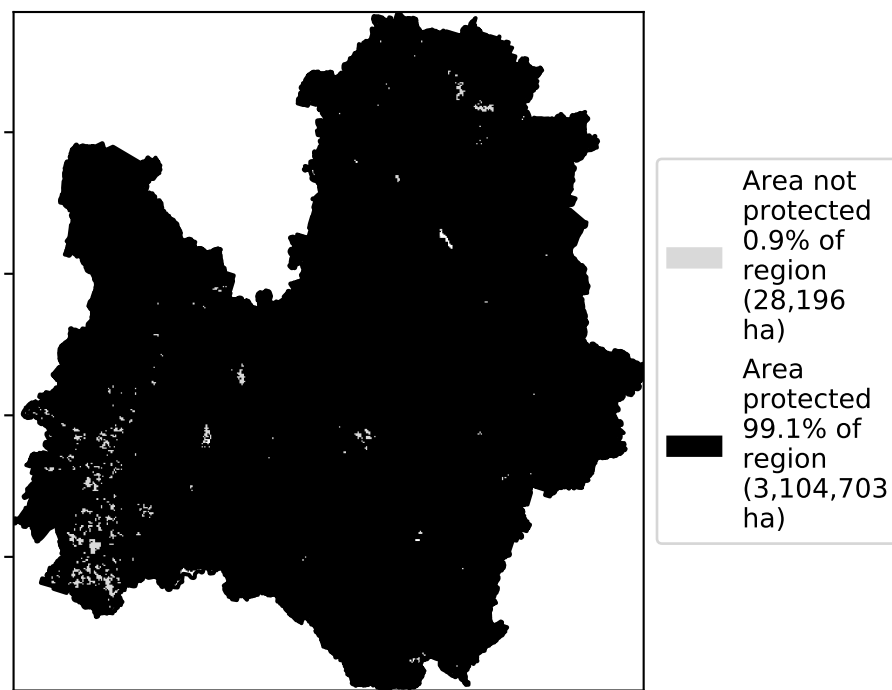 Area not
protected
0.9% of
region
(28,196
ha)
Area
protected
99.1% of
region
(3,104,703
ha)